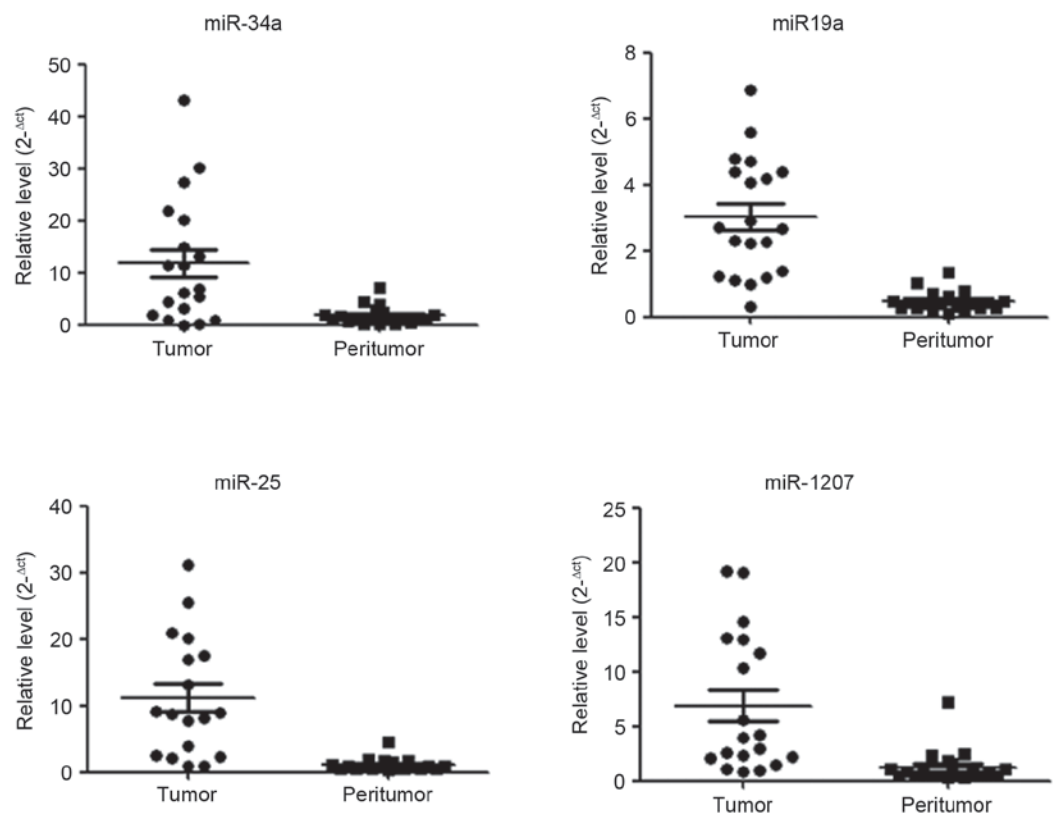 miR-34a
Relative level (2-Δct)
50
40
30
20
10
0
Tumor
Peritumor
miR19a
Relative level (2-Δct)
8
6
4
2
0
Tumor
Peritumor
miR-25
Relative level (2-Δct)
40
30
20
10
0
Tumor
Peritumor
miR-1207
Relative level (2-Δct)
25
20
15
10
5
0
Tumor
Peritumor